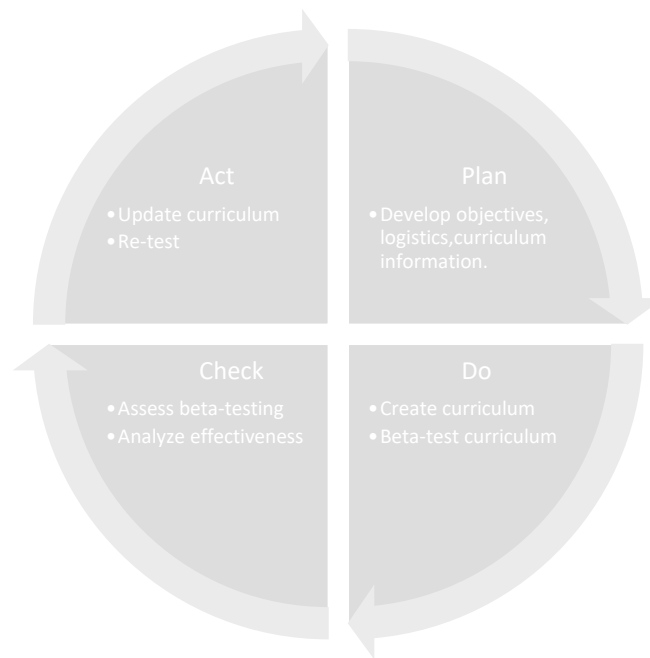 Act
•Update curriculum
•Re-test
Plan
•Develop objectives,
logistics,curriculum
information.
Check
•Assess beta-testing
•Analyze effectiveness
Do
•Create curriculum
•Beta-test curriculum